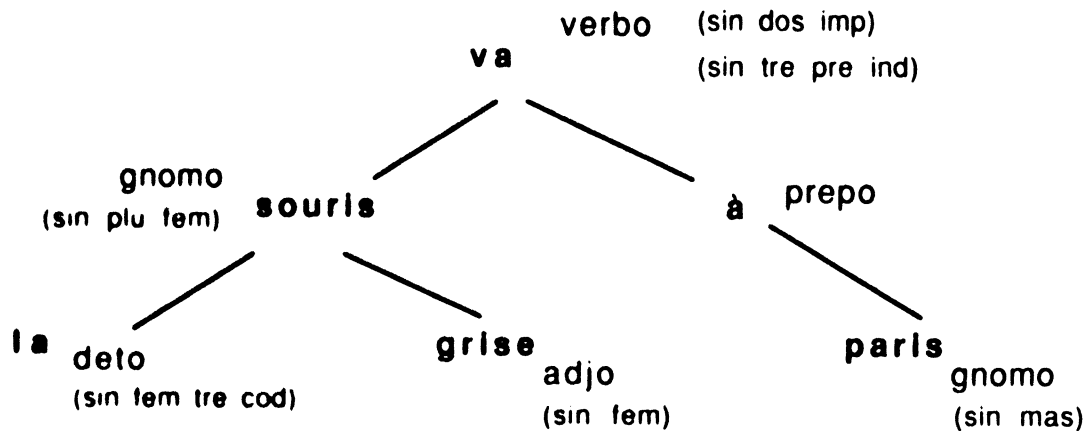 va verbo (sin dos imp)
(sin tre pre ind)
gnomo
(sin plu fem) souris
à prepo
la deto
(sin fem tre cod)
grise adjo
(sin fem)
paris gnomo
(sin mas)